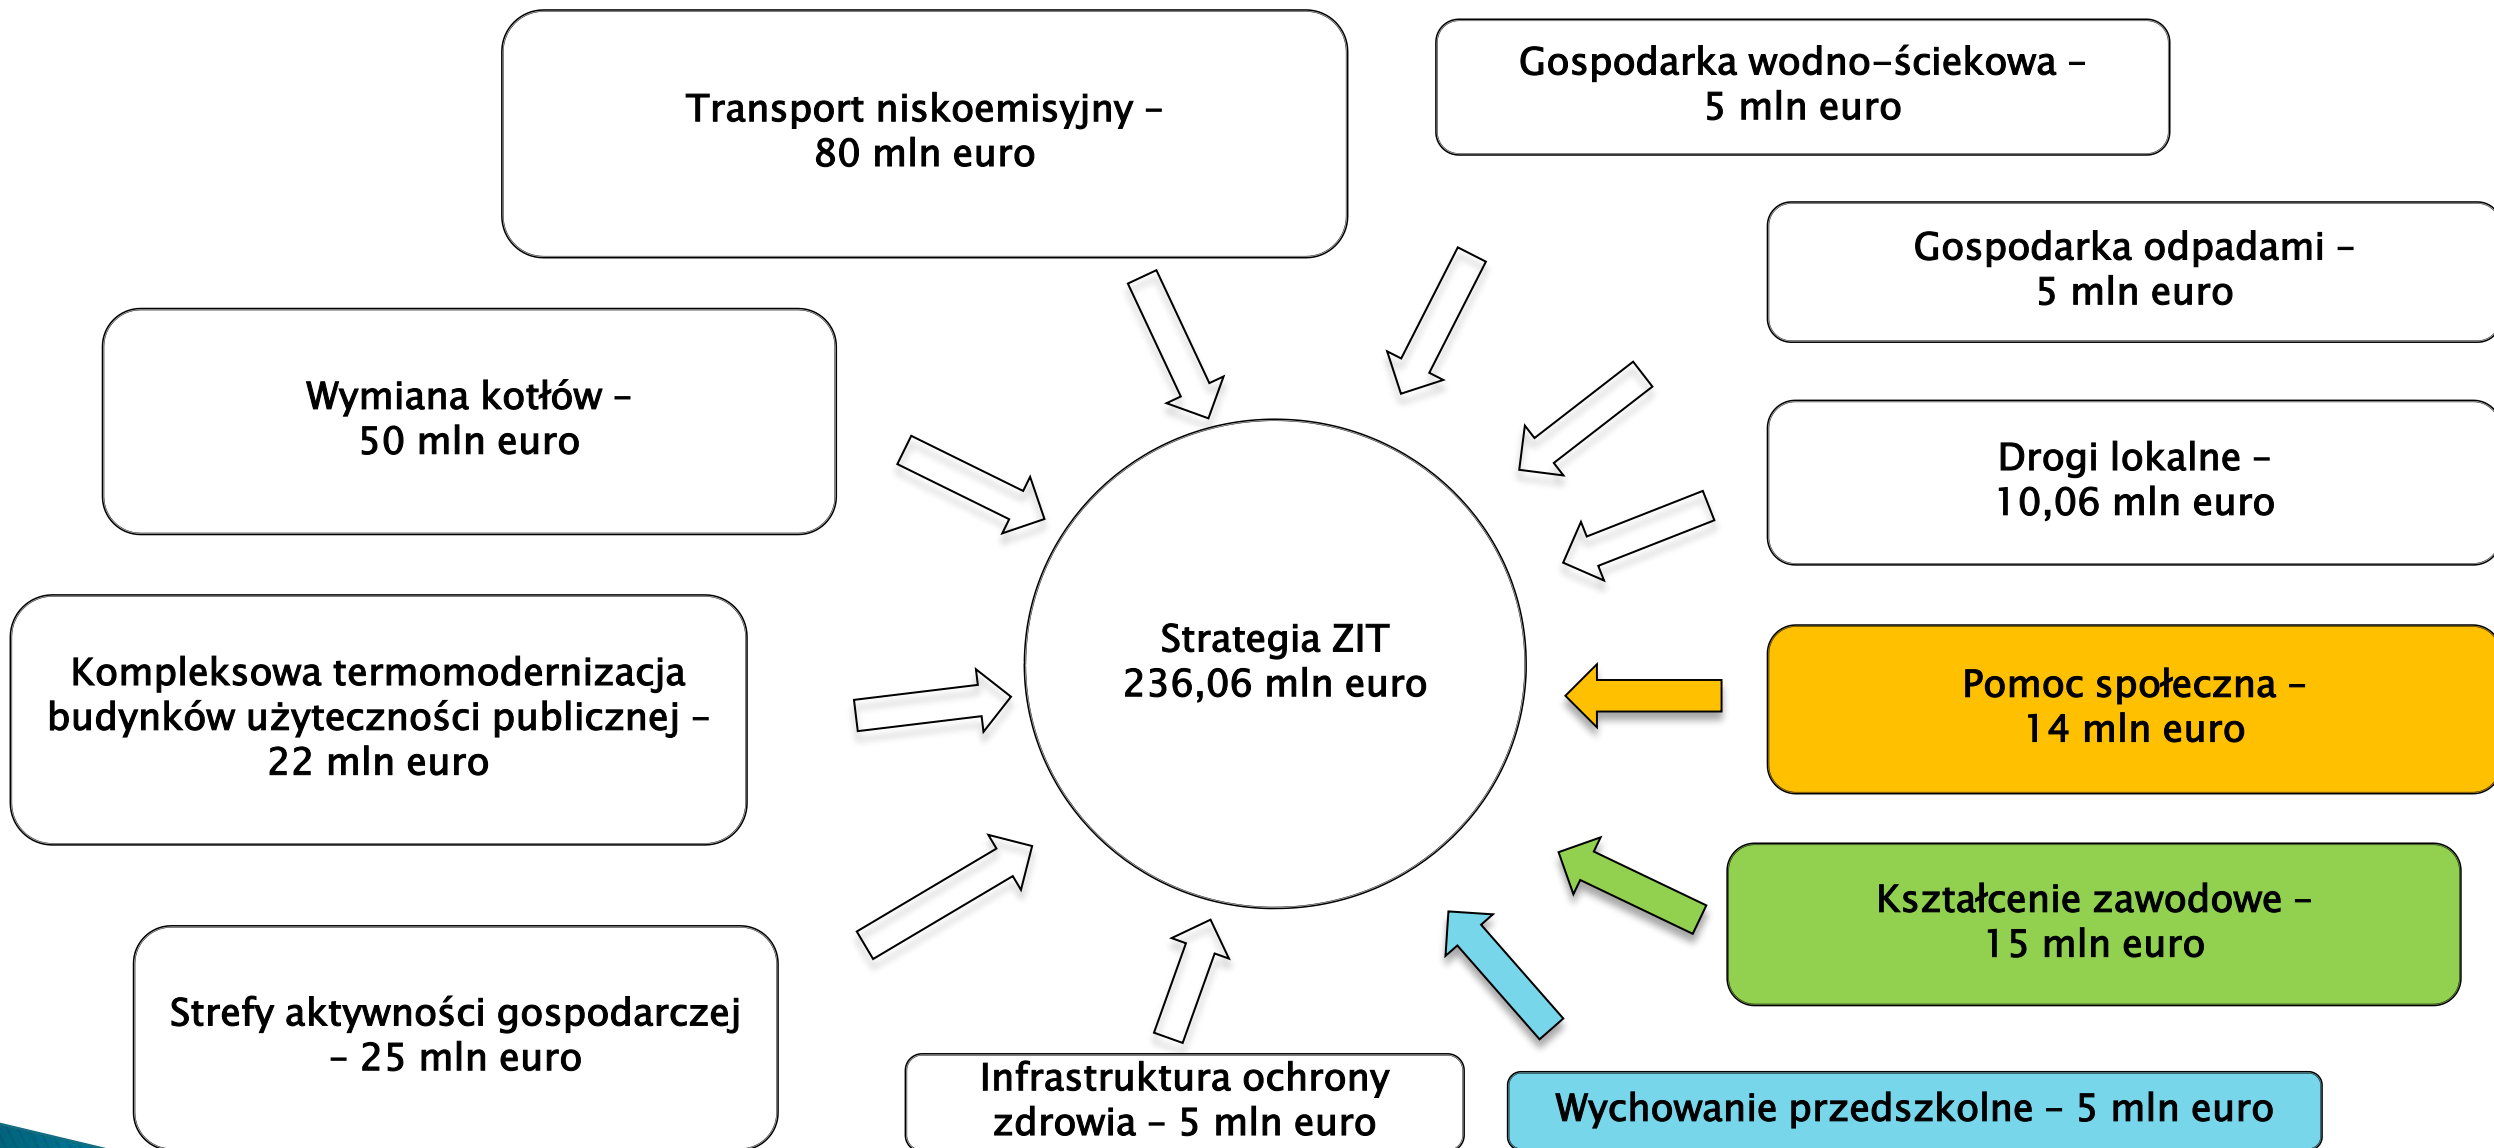 Transport niskoemisyjny –
80 mln euro
Gospodarka wodno-ściekowa –
5 mln euro
Gospodarka odpadami –
5 mln euro
Wymiana kotłów –
50 mln euro
Drogi lokalne –
10,06 mln euro
Strategia ZIT
236,06 mln euro
Kompleksowa termomodernizacja
budynków użyteczności publicznej –
22 mln euro
Pomoc społeczna –
14 mln euro
Kształcenie zawodowe –
15 mln euro
Strefy aktywności gospodarczej
– 25 mln euro
Infrastruktura ochrony
zdrowia – 5 mln euro
Wychowanie przedszkolne – 5 mln euro